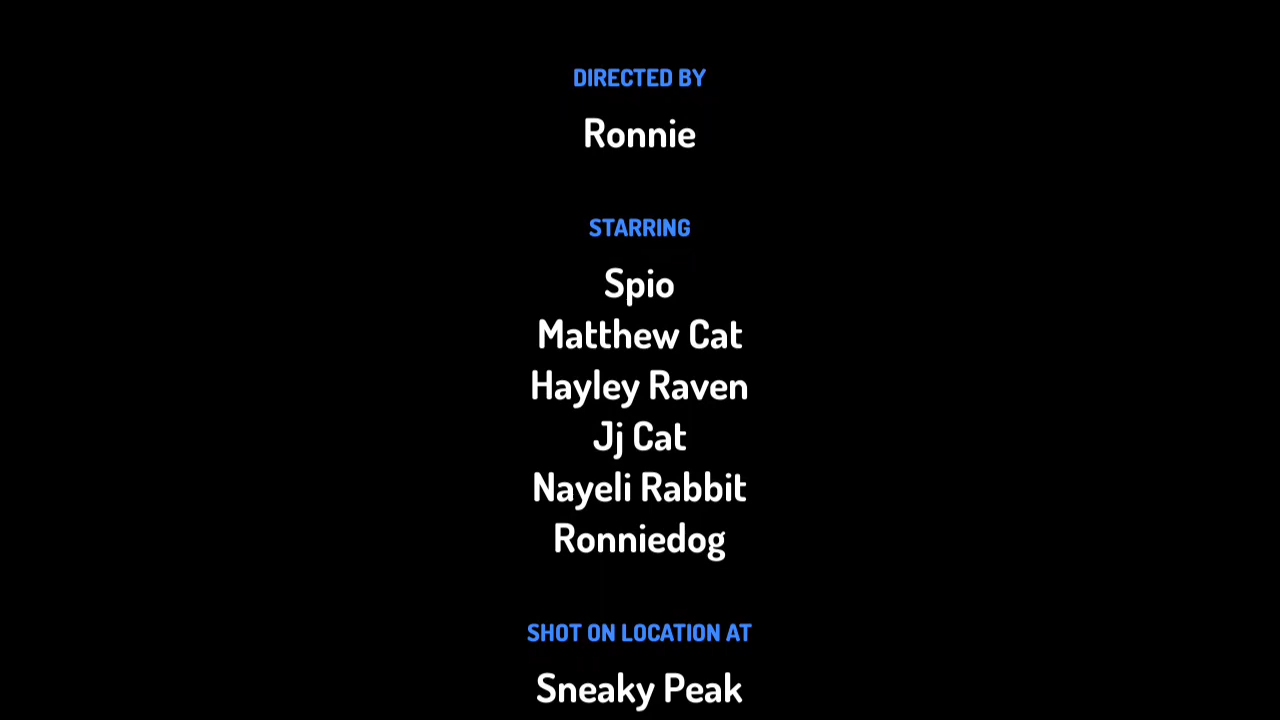 DIRECTED BY
Ronnie
STARRING
Spio
Matthew Cat
Hayley Raven
Jj Cat
Nayeli Rabbit
Ronniedog
SHOT ON LOCATION AT
Sneaky Peak